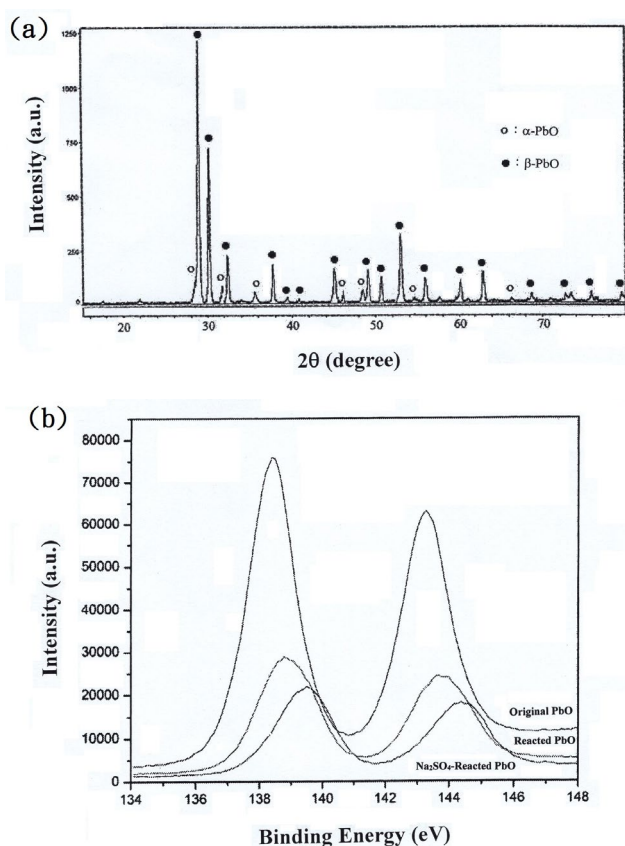 (a)
1250
1000
750
500
250
0
Intensity (a.u.)
○ : α-PbO
● : β-PbO
20 30 40 50 60 70
2θ (degree)
(b)
80000
70000
60000
50000
40000
30000
20000
10000
0
Intensity (a.u.)
Original PbO
Reacted PbO
Na₂SO₄-Reacted PbO
134 136 138 140 142 144 146 148
Binding Energy (eV)